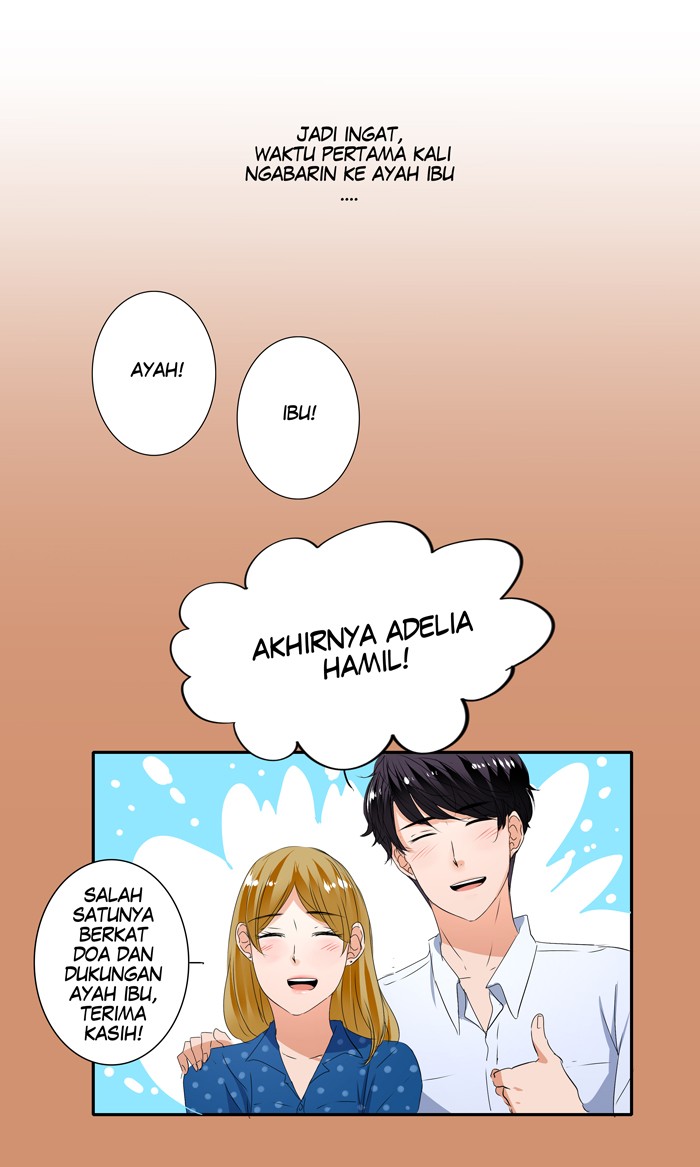 JADI INGAT,
WAKTU PERTAMA KALI
NGABARIN KE AYAH IBU
....
AYAH!
IBU!
AKHIRNYA ADELIA
HAMIL!
SALAH
SATUNYA
BERKAT
DOA DAN
DUKUNGAN
AYAH IBU,
TERIMA
KASIH!